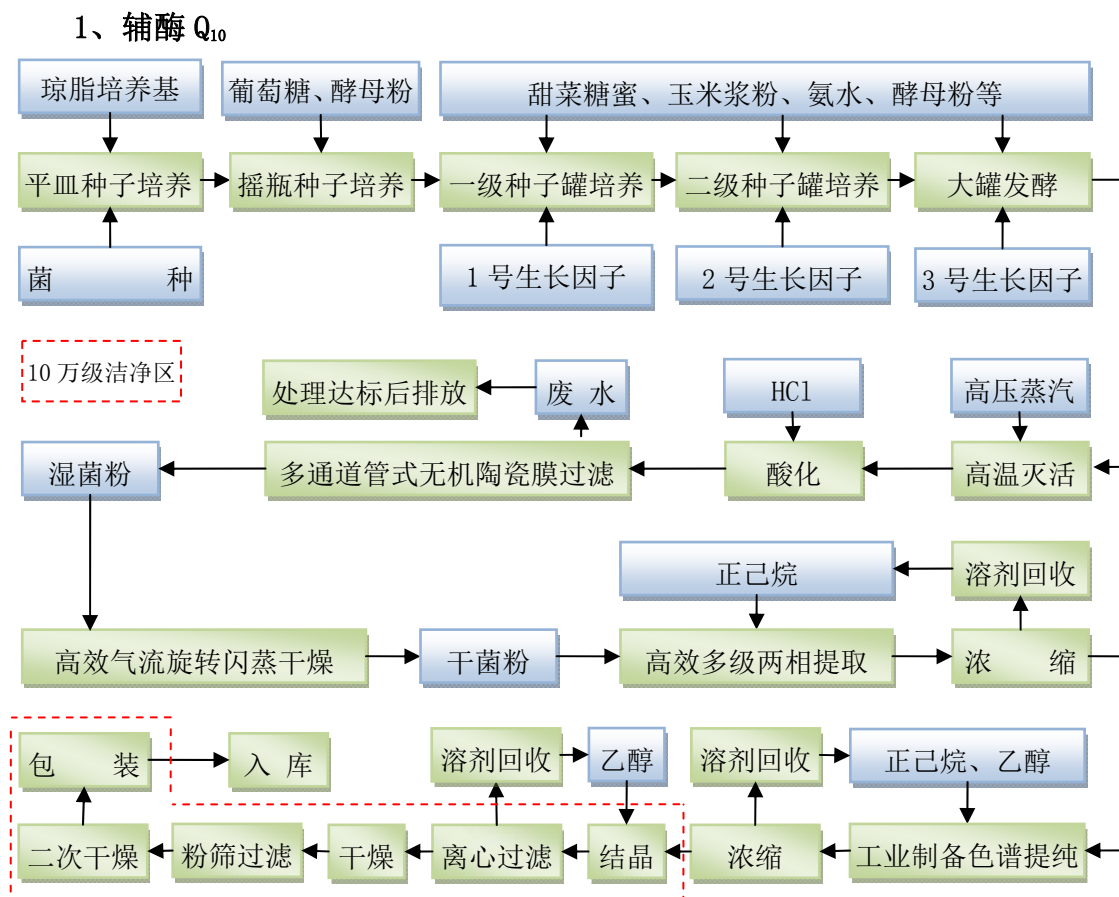 1、辅酶 Q10
琼脂培养基
葡萄糖、酵母粉
甜菜糖蜜、玉米浆粉、氨水、酵母粉等
平皿种子培养
摇瓶种子培养
一级种子罐培养
二级种子罐培养
大罐发酵
菌 种
1 号生长因子
2 号生长因子
3 号生长因子
10 万级洁净区
处理达标后排放
废 水
HCl
高压蒸汽
湿菌粉
多通道管式无机陶瓷膜过滤
酸化
高温灭活
正己烷
溶剂回收
高效气流旋转闪蒸干燥
干菌粉
高效多级两相提取
浓 缩
包 装
入 库
溶剂回收
乙醇
溶剂回收
正己烷、乙醇
二次干燥
粉筛过滤
干燥
离心过滤
结晶
浓缩
工业制备色谱提纯